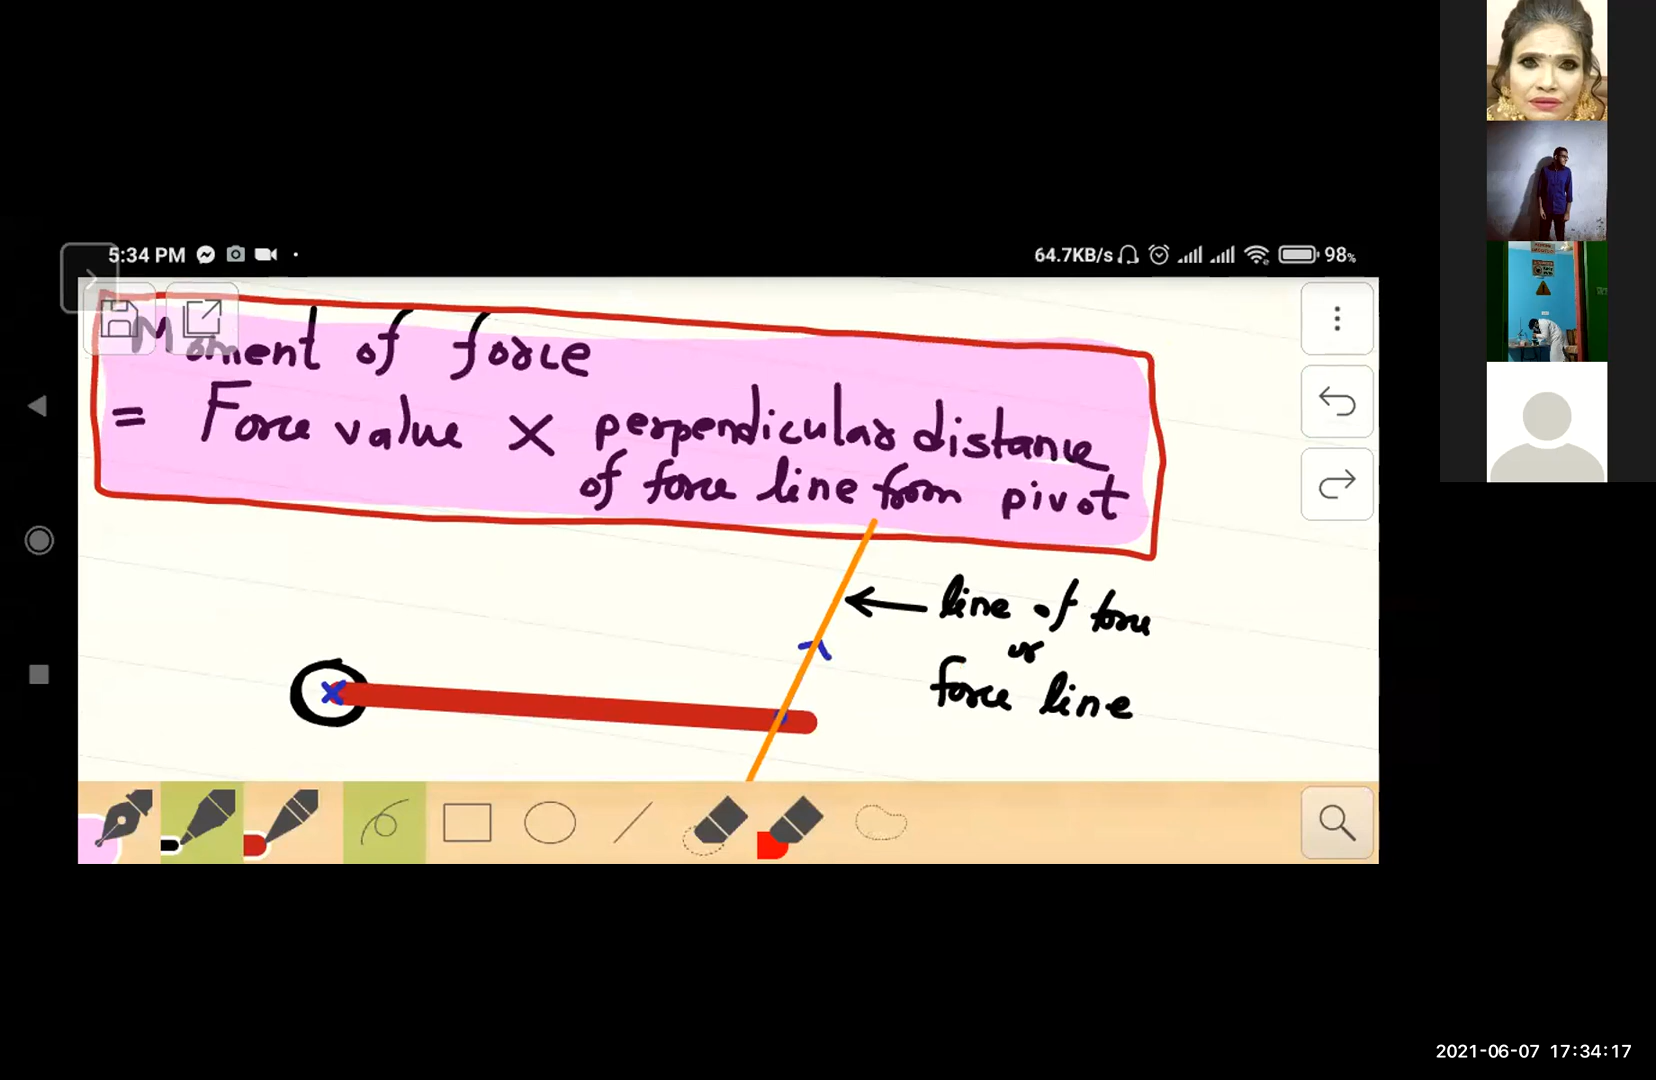 5:34 PM
64.7KB/s 98%
Moment of force
= Force value × perpendicular distance
of force line from pivot
line of force
or
force line
2021-06-07 17:34:17